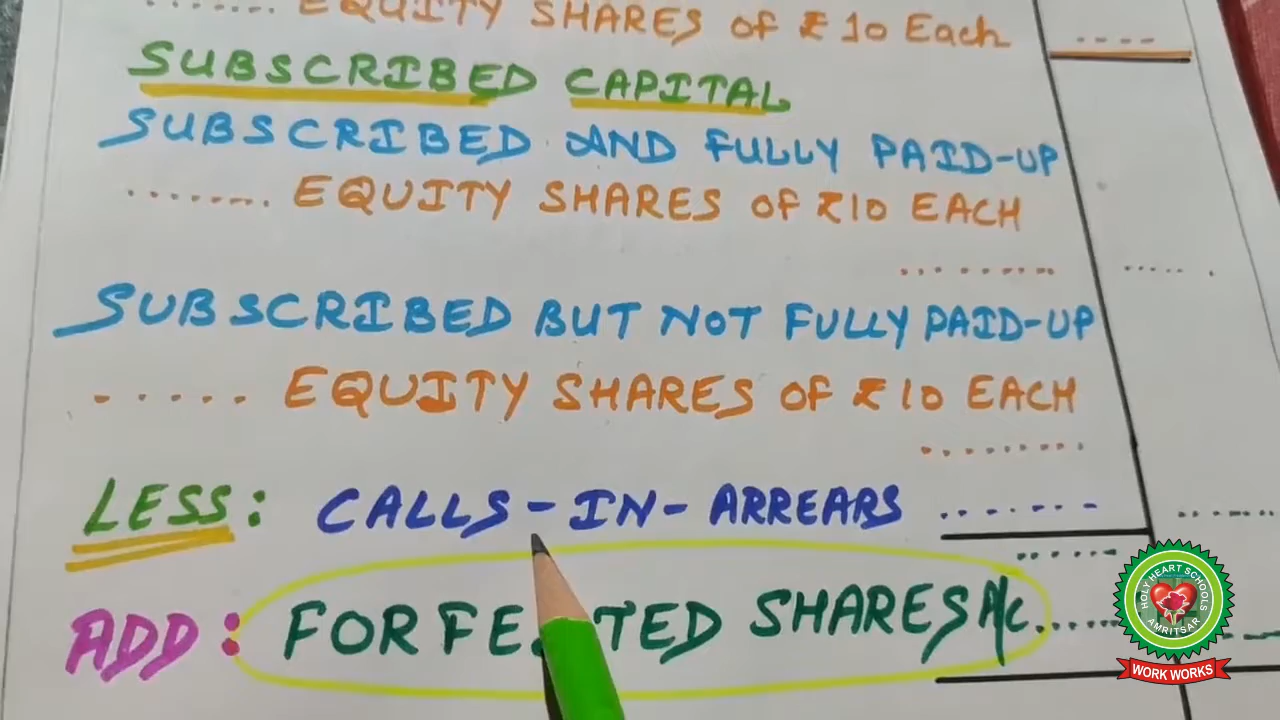 ....... EQUITY SHARES of ₹ 10 Each
....
SUBSCRIBED CAPITAL
SUBSCRIBED AND FULLY PAID-UP
....... EQUITY SHARES OF ₹10 EACH
SUBSCRIBED BUT NOT FULLY PAID-UP
..... EQUITY SHARES OF ₹10 EACH
LESS: CALLS-IN-ARREARS .......
ADD: SHARES A/C.....
HOLY HEART SCHOOLS
AMRITSAR
WORK WORKS